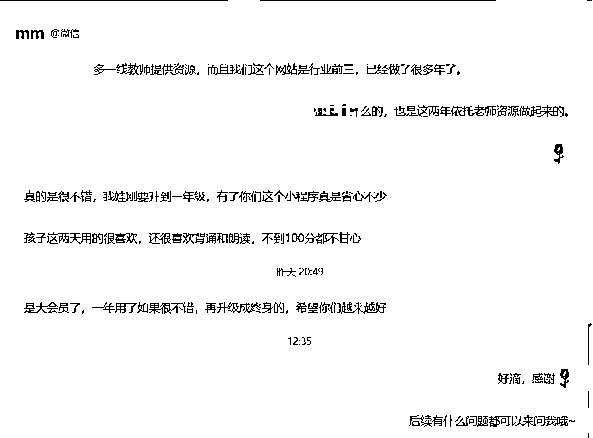 mm @微信
多一线教师提供资源，而且我们这个网站是行业前三，已经做了很多年了。
么的，也是这两年依托老师资源做起来的。
真的是很不错，我娃刚要升到一年级，有了你们这个小程序真是省心不少
孩子这两天用的很喜欢，还很喜欢背诵和朗读，不到100分都不甘心
昨天 20:49
是大会员了，一年用了如果很不错，再升级成终身的，希望你们越来越好
12:35
好滴，感谢
后续有什么问题都可以来问我哦~